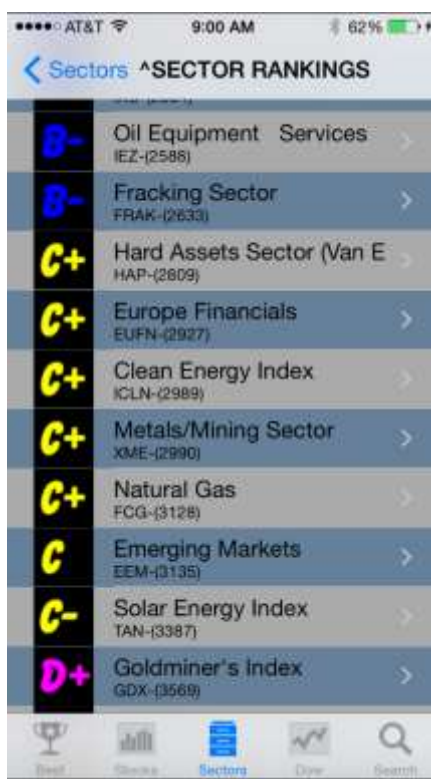 AT&T 9:00 AM 62%
Sectors ^SECTOR RANKINGS
B-
Oil Equipment Services
IEZ-(2588)
B-
Fracking Sector
FRAK-(2633)
C+
Hard Assets Sector (Van E
HAP-(2809)
C+
Europe Financials
EUFN-(2927)
C+
Clean Energy Index
ICLN-(2989)
C+
Metals/Mining Sector
XME-(2990)
C+
Natural Gas
FCG-(3128)
C
Emerging Markets
EEM-(3135)
C-
Solar Energy Index
TAN-(3387)
D+
Goldminer's Index
GDX-(3569)
Best Stocks Sectors Dow Search